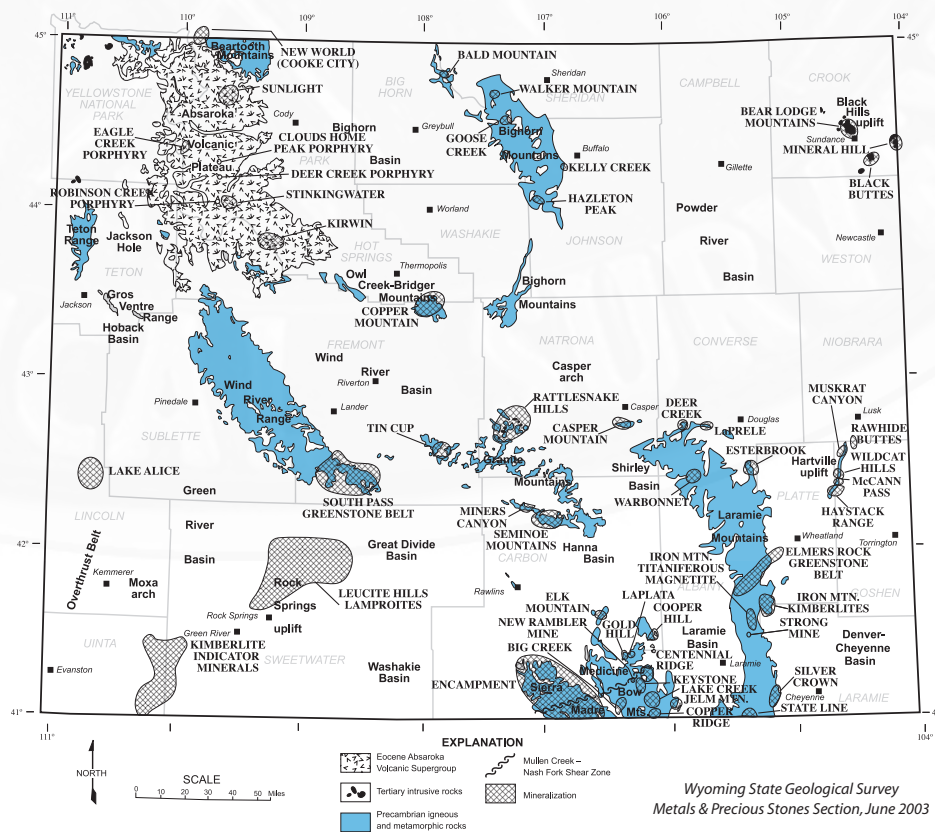 111°
110°
109°
108°
107°
106°
105°
104°
45°
45°
Beartooth
Mountains
NEW WORLD
(COOKE CITY)
SUNLIGHT
YELLOWSTONE
NATIONAL
PARK
Absaroka
Cody
EAGLE
CREEK
PORPHYRY
Volcanic
CLOUDS HOME
PEAK PORPHYRY
PARK
Plateau
DEER CREEK PORPHYRY
ROBINSON CREEK
PORPHYRY
STINKINGWATER
KIRWIN
BIG
HORN
Greybull
Bighorn
Basin
BALD MOUNTAIN
Sheridan
WALKER MOUNTAIN
SHERIDAN
GOOSE
CREEK
Bighorn
Mountains
Buffalo
KELLY CREEK
HAZLETON
PEAK
CAMPBELL
CROOK
BEAR LODGE
MOUNTAINS
Black
Hills
uplift
Sundance
MINERAL HILL
BLACK
BUTTES
Gillette
44°
44°
Teton
Range
Jackson
Hole
TETON
Jackson
Gros
Ventre
Range
Hoback
Basin
Worland
WASHAKIE
HOT
SPRINGS
Thermopolis
Owl
Creek-Bridger
Mountains
COPPER
MOUNTAIN
JOHNSON
Bighorn
Mountains
Powder
River
Basin
Newcastle
WESTON
43°
43°
Pinedale
SUBLETTE
Wind
River
Range
FREMONT
Wind
River
Basin
Riverton
Lander
NATRONA
Casper
arch
CONVERSE
NIOBRARA
RATTLESNAKE
HILLS
Casper
CASPER
MOUNTAIN
DEER
CREEK
Douglas
LaPRELE
MUSKRAT
CANYON
Lusk
RAWHIDE
BUTTES
TIN CUP
Granite
Mountains
Shirley
Basin
WARBONNET
ESTERBROOK
Hartville
uplift
WILDCAT
HILLS
McCANN
PASS
PLATTE
HAYSTACK
RANGE
LAKE ALICE
Green
River
Basin
SOUTH PASS
GREENSTONE BELT
MINERS
CANYON
SEMINOE
MOUNTAINS
Hanna
Basin
CARBON
Laramie
Mountains
Wheatland
Torrington
42°
42°
LINCOLN
Overthrust Belt
Kemmerer
Moxa
arch
Great Divide
Basin
Rawlins
IRON MTN.
TITANIFEROUS
MAGNETITE
ALBANY
ELMERS ROCK
GREENSTONE
BELT
GOSHEN
Rock
Springs
uplift
LEUCITE HILLS
LAMPROITES
Rock Springs
Green River
KIMBERLITE
INDICATOR
MINERALS
SWEETWATER
UINTA
Evanston
Washakie
Basin
ELK
MOUNTAIN
NEW RAMBLER
MINE
BIG CREEK
ENCAMPMENT
Sierra
Madre
LAPLATA
COOPER
HILL
GOLD
HILL
Medicine
Bow
Mts.
CENTENNIAL
RIDGE
KEYSTONE
LAKE CREEK
JELM MTN.
COPPER
RIDGE
Laramie
Basin
Laramie
IRON MTN.
KIMBERLITES
STRONG
MINE
Denver-
Cheyenne
Basin
SILVER
CROWN
Cheyenne
LARAMIE
STATE LINE
41°
111°
110°
109°
108°
107°
106°
105°
104°
NORTH
SCALE
0 10 20 30 40 50 Miles
EXPLANATION
Eocene Absaroka
Volcanic Supergroup
Tertiary intrusive rocks
Precambrian igneous
and metamorphic rocks
Mullen Creek –
Nash Fork Shear Zone
Mineralization
Wyoming State Geological Survey
Metals & Precious Stones Section, June 2003